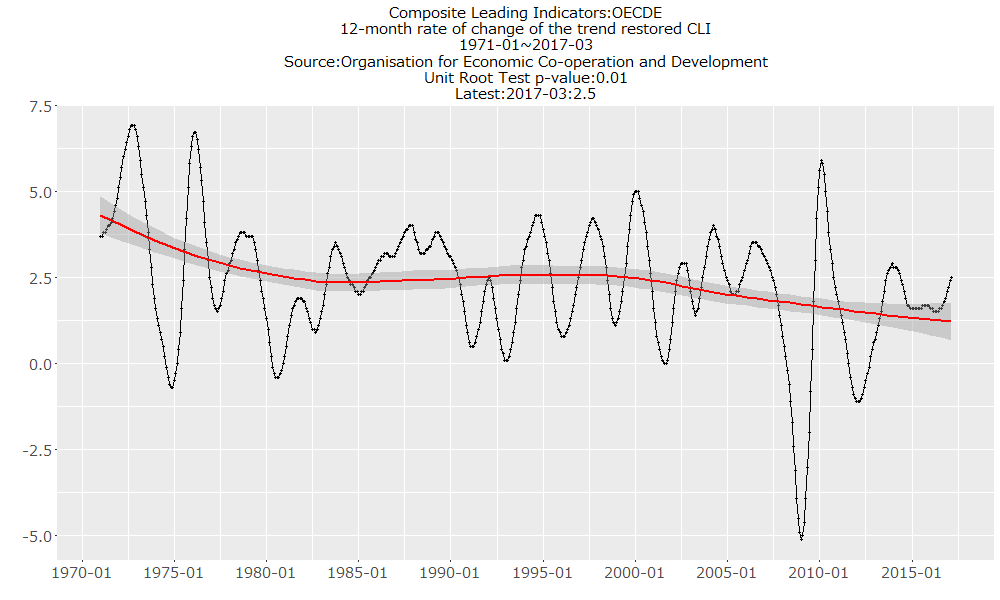 Composite Leading Indicators:OECDE
12-month rate of change of the trend restored CLI
1971-01~2017-03
Source:Organisation for Economic Co-operation and Development
Unit Root Test p-value:0.01
Latest:2017-03:2.5
7.5
5.0
2.5
0.0
-2.5
-5.0
1970-01 1975-01 1980-01 1985-01 1990-01 1995-01 2000-01 2005-01 2010-01 2015-01